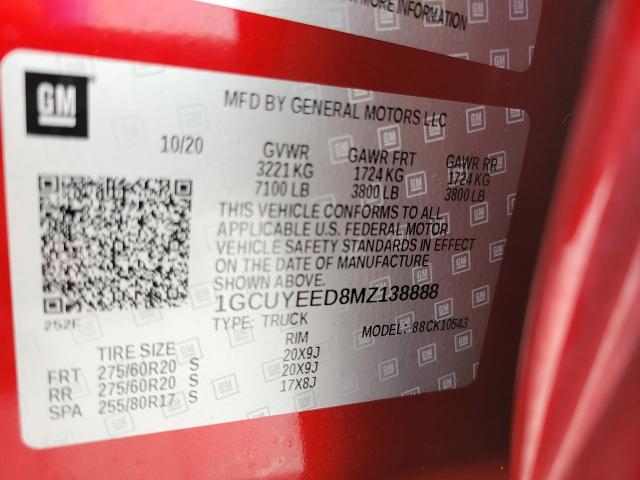 MORE INFORMATION
GM
MFD BY GENERAL MOTORS LLC
10/20
GVWR GAWR FRT GAWR RR
3221 KG 1724 KG 1724 KG
7100 LB 3800 LB 3800 LB
THIS VEHICLE CONFORMS TO ALL
APPLICABLE U.S. FEDERAL MOTOR
VEHICLE SAFETY STANDARDS IN EFFECT
ON THE DATE OF MANUFACTURE
SHOWN ABOVE.
1GCUYEED8MZ138888
252F
TYPE: TRUCK MODEL: 88CK10543
TIRE SIZE RIM
FRT 275/60R20 S 20X9J
RR 275/60R20 S 20X9J
SPA 255/80R17 S 17X8J